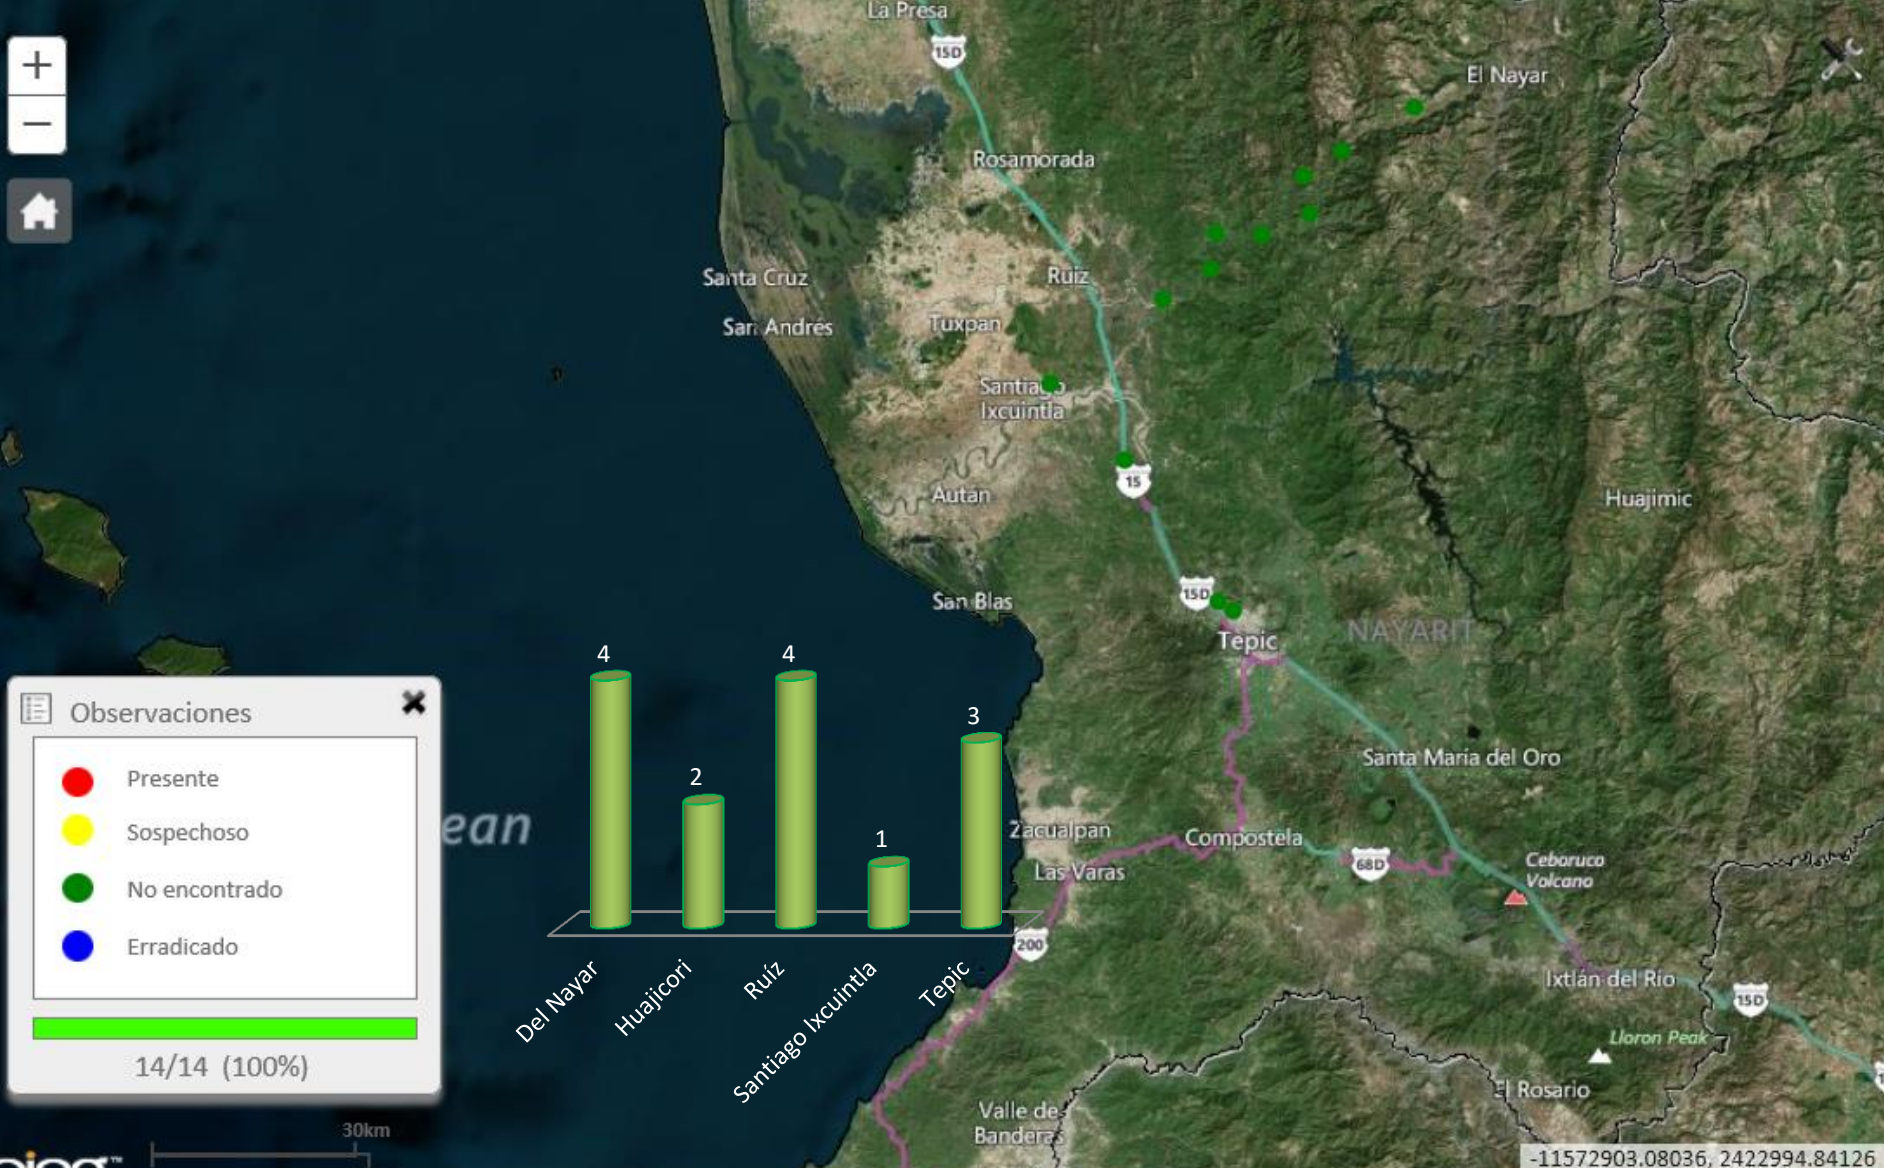 La Presa
15D
El Nayar
Rosamorada
Santa Cruz
Ruiz
San Andrés
Tuxpan
Santiago
Ixcuintla
15
Aután
Huajimic
15D
San Blas
NAYARIT
Tepic
4
4
3
2
1
Del Nayar
Huajicori
Ruíz
Santiago Ixcuintla
Tepic
Observaciones
Presente
Sospechoso
No encontrado
Erradicado
14/14 (100%)
ean
Santa María del Oro
Zacualpan
Compostela
Las Varas
68D
Ceboruco
Volcano
200
Ixtlán del Río
15D
Lloron Peak
El Rosario
Valle de
Banderas
30km
bing™
-11572903.08036, 2422994.84126